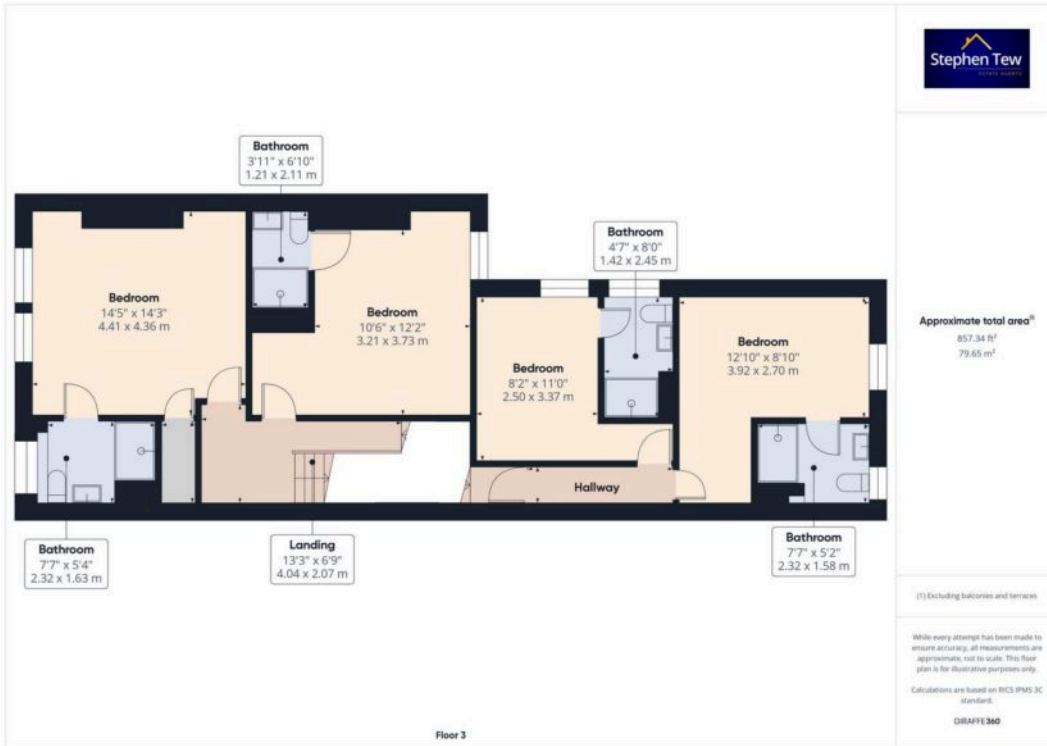 Stephen Tew
ESTATE AGENTS
Bathroom
3'11" x 6'10"
1.21 x 2.11 m
Bathroom
4'7" x 8'0"
1.42 x 2.45 m
Bedroom
14'5" x 14'3"
4.41 x 4.36 m
Bedroom
10'6" x 12'2"
3.21 x 3.73 m
Bedroom
8'2" x 11'0"
2.50 x 3.37 m
Bedroom
12'10" x 8'10"
3.92 x 2.70 m
Hallway
Bathroom
7'7" x 5'4"
2.32 x 1.63 m
Landing
13'3" x 6'9"
4.04 x 2.07 m
Bathroom
7'7" x 5'2"
2.32 x 1.58 m
Floor 3
Approximate total area⁽¹⁾
857.34 ft²
79.65 m²
(1) Excluding balconies and terraces
While every attempt has been made to
ensure accuracy, all measurements are
approximate, not to scale. This floor
plan is for illustrative purposes only.
Calculations are based on RICS IPMS 3C
standard.
GIRAFFE360